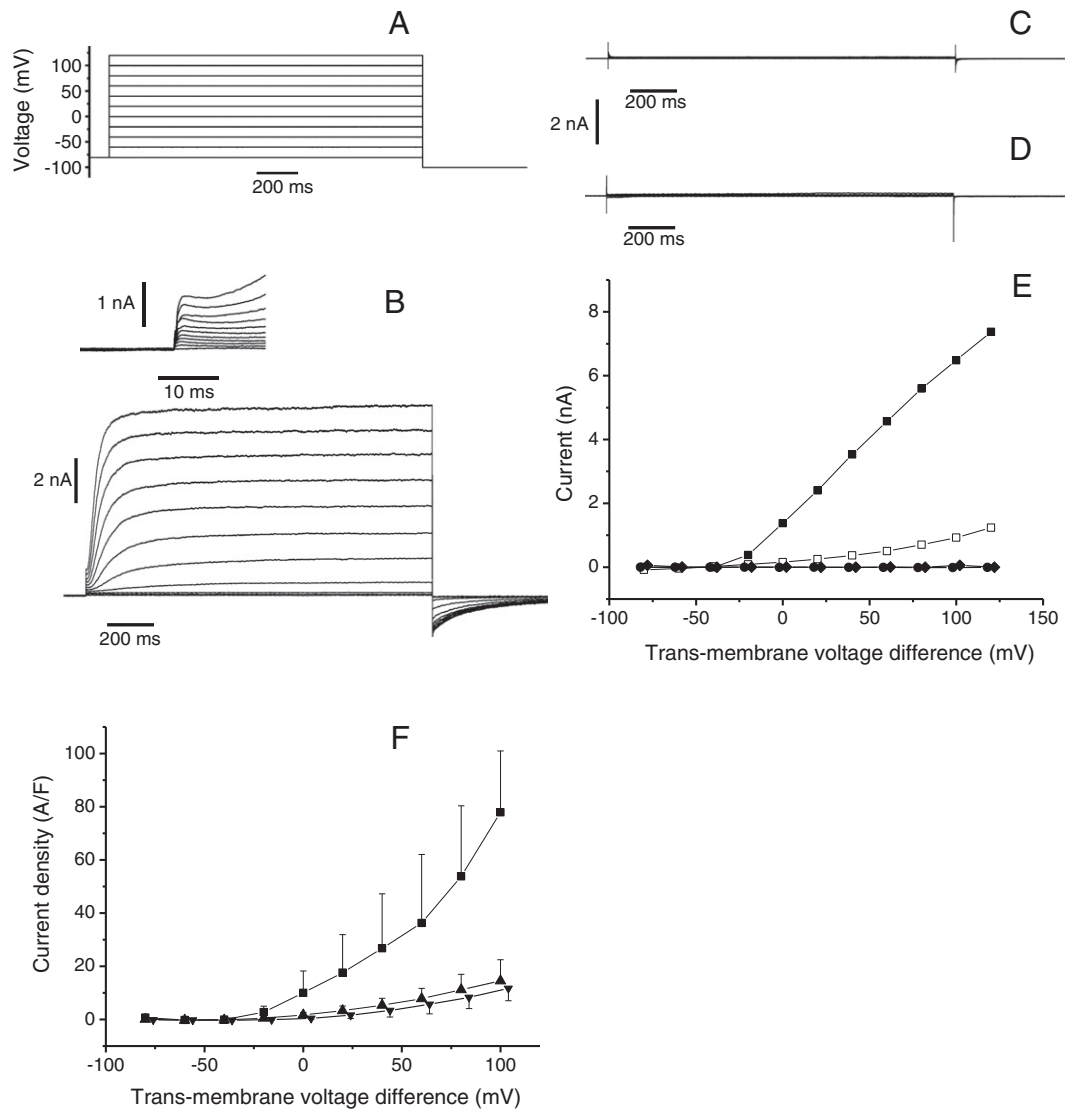 A
Voltage (mV)
100
50
0
-50
-100
200 ms
C
200 ms
2 nA
D
200 ms
1 nA
B
10 ms
2 nA
200 ms
E
Current (nA)
8
6
4
2
0
-100
-50
0
50
100
150
Trans-membrane voltage difference (mV)
F
Current density (A/F)
100
80
60
40
20
0
-100
-50
0
50
100
Trans-membrane voltage difference (mV)